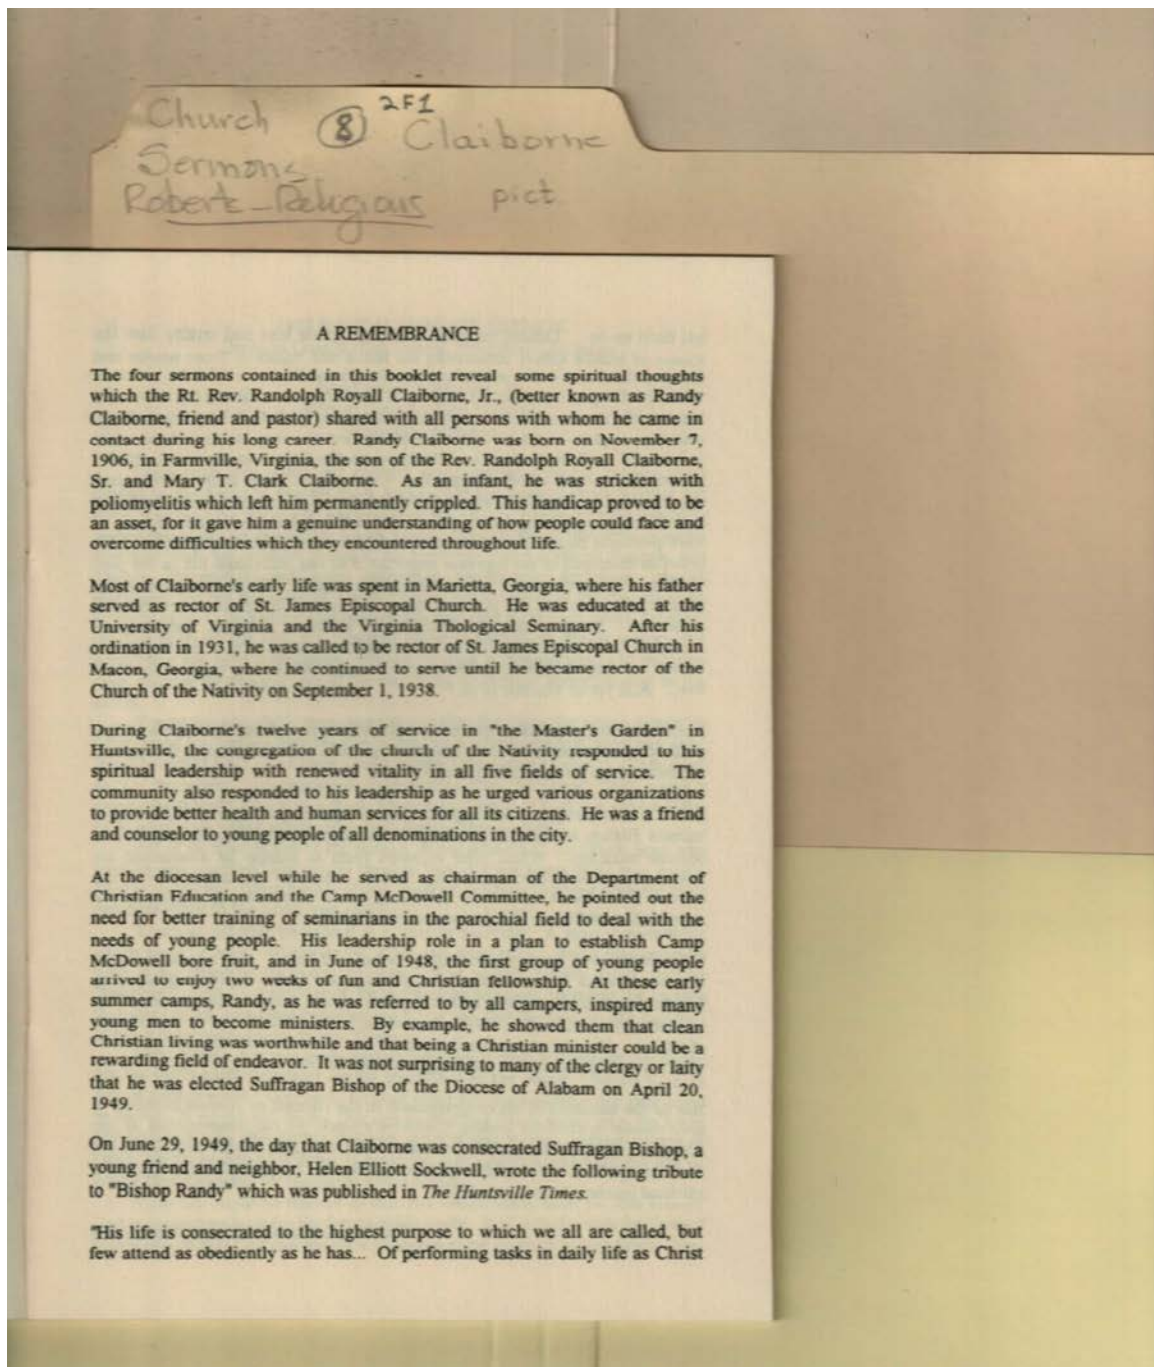 Church ⑧ 2F1 Claiborne
Sermons
Roberts-Religious pict
A REMEMBRANCE
The four sermons contained in this booklet reveal some spiritual thoughts
which the Rt. Rev. Randolph Royall Claiborne, Jr., (better known as Randy
Claiborne, friend and pastor) shared with all persons with whom he came in
contact during his long career. Randy Claiborne was born on November 7,
1906, in Farmville, Virginia, the son of the Rev. Randolph Royall Claiborne,
Sr. and Mary T. Clark Claiborne. As an infant, he was stricken with
poliomyelitis which left him permanently crippled. This handicap proved to be
an asset, for it gave him a genuine understanding of how people could face and
overcome difficulties which they encountered throughout life.
Most of Claiborne's early life was spent in Marietta, Georgia, where his father
served as rector of St. James Episcopal Church. He was educated at the
University of Virginia and the Virginia Thological Seminary. After his
ordination in 1931, he was called to be rector of St. James Episcopal Church in
Macon, Georgia, where he continued to serve until he became rector of the
Church of the Nativity on September 1, 1938.
During Claiborne's twelve years of service in "the Master's Garden" in
Huntsville, the congregation of the church of the Nativity responded to his
spiritual leadership with renewed vitality in all five fields of service. The
community also responded to his leadership as he urged various organizations
to provide better health and human services for all its citizens. He was a friend
and counselor to young people of all denominations in the city.
At the diocesan level while he served as chairman of the Department of
Christian Education and the Camp McDowell Committee, he pointed out the
need for better training of seminarians in the parochial field to deal with the
needs of young people. His leadership role in a plan to establish Camp
McDowell bore fruit, and in June of 1948, the first group of young people
arrived to enjoy two weeks of fun and Christian fellowship. At these early
summer camps, Randy, as he was referred to by all campers, inspired many
young men to become ministers. By example, he showed them that clean
Christian living was worthwhile and that being a Christian minister could be a
rewarding field of endeavor. It was not surprising to many of the clergy or laity
that he was elected Suffragan Bishop of the Diocese of Alabam on April 20,
1949.
On June 29, 1949, the day that Claiborne was consecrated Suffragan Bishop, a
young friend and neighbor, Helen Elliott Sockwell, wrote the following tribute
to "Bishop Randy" which was published in The Huntsville Times.
"His life is consecrated to the highest purpose to which we all are called, but
few attend as obediently as he has... Of performing tasks in daily life as Christ